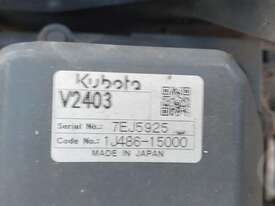 Kubota
V2403
Serial No.: 7EJ5925
Code No.: 1J486-15000
MADE IN JAPAN